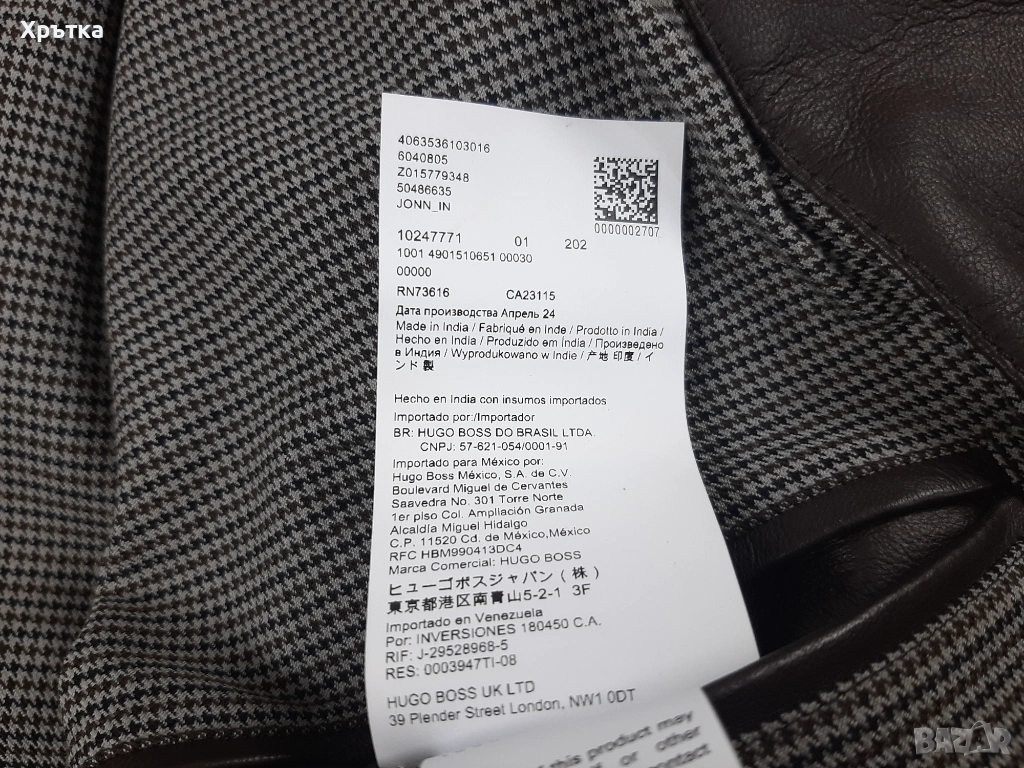 Хрътка
4063536103016
6040805
Z015779348
50486635
JONN_IN
0000002707
10247771 01 202
1001 4901510651 00030
00000
RN73616 CA23115
Дата производства Апрель 24
Made in India / Fabriqué en Inde / Prodotto in India /
Hecho en India / Produzido em Índia / Произведено
в Индия / Wyprodukowano w Indie / 产地 印度 / イ
ンド 製
Hecho en India con insumos importados
Importado por:/Importador
BR: HUGO BOSS DO BRASIL LTDA.
CNPJ: 57-621-054/0001-91
Importado para México por:
Hugo Boss México, S.A. de C.V.
Boulevard Miguel de Cervantes
Saavedra No. 301 Torre Norte
1er piso Col. Ampliación Granada
Alcaldía Miguel Hidalgo
C.P. 11520 Cd. de México,México
RFC HBM990413DC4
Marca Comercial: HUGO BOSS
ヒューゴボスジャパン(株)
東京都港区南青山5-2-1 3F
Importado en Venezuela
Por: INVERSIONES 180450 C.A.
RIF: J-29528968-5
RES: 0003947TI-08
HUGO BOSS UK LTD
39 Plender Street London, NW1 0DT
this product may
or other
contact
BAZAR